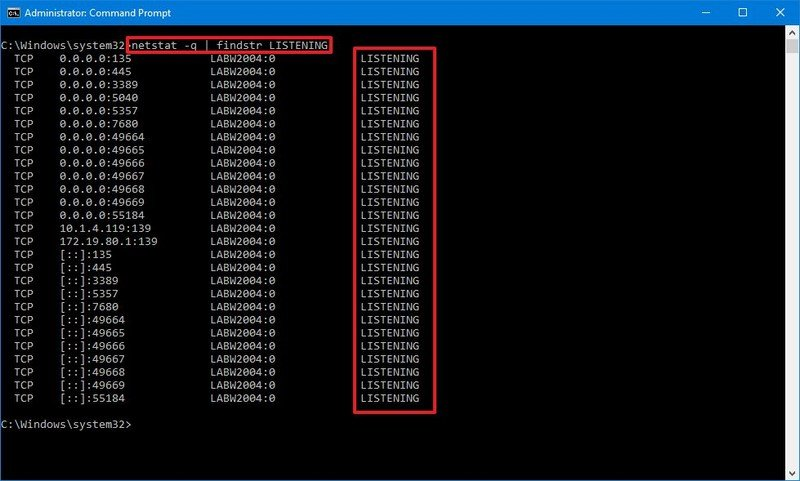 Administrator: Command Prompt
C:\Windows\system32>netstat -q | findstr LISTENING
TCP 0.0.0.0:135 LABW2004:0 LISTENING
TCP 0.0.0.0:445 LABW2004:0 LISTENING
TCP 0.0.0.0:3389 LABW2004:0 LISTENING
TCP 0.0.0.0:5040 LABW2004:0 LISTENING
TCP 0.0.0.0:5357 LABW2004:0 LISTENING
TCP 0.0.0.0:7680 LABW2004:0 LISTENING
TCP 0.0.0.0:49664 LABW2004:0 LISTENING
TCP 0.0.0.0:49665 LABW2004:0 LISTENING
TCP 0.0.0.0:49666 LABW2004:0 LISTENING
TCP 0.0.0.0:49667 LABW2004:0 LISTENING
TCP 0.0.0.0:49668 LABW2004:0 LISTENING
TCP 0.0.0.0:49669 LABW2004:0 LISTENING
TCP 0.0.0.0:55184 LABW2004:0 LISTENING
TCP 10.1.4.119:139 LABW2004:0 LISTENING
TCP 172.19.80.1:139 LABW2004:0 LISTENING
TCP [::]:135 LABW2004:0 LISTENING
TCP [::]:445 LABW2004:0 LISTENING
TCP [::]:3389 LABW2004:0 LISTENING
TCP [::]:5357 LABW2004:0 LISTENING
TCP [::]:7680 LABW2004:0 LISTENING
TCP [::]:49664 LABW2004:0 LISTENING
TCP [::]:49665 LABW2004:0 LISTENING
TCP [::]:49666 LABW2004:0 LISTENING
TCP [::]:49667 LABW2004:0 LISTENING
TCP [::]:49668 LABW2004:0 LISTENING
TCP [::]:49669 LABW2004:0 LISTENING
TCP [::]:55184 LABW2004:0 LISTENING
C:\Windows\system32>